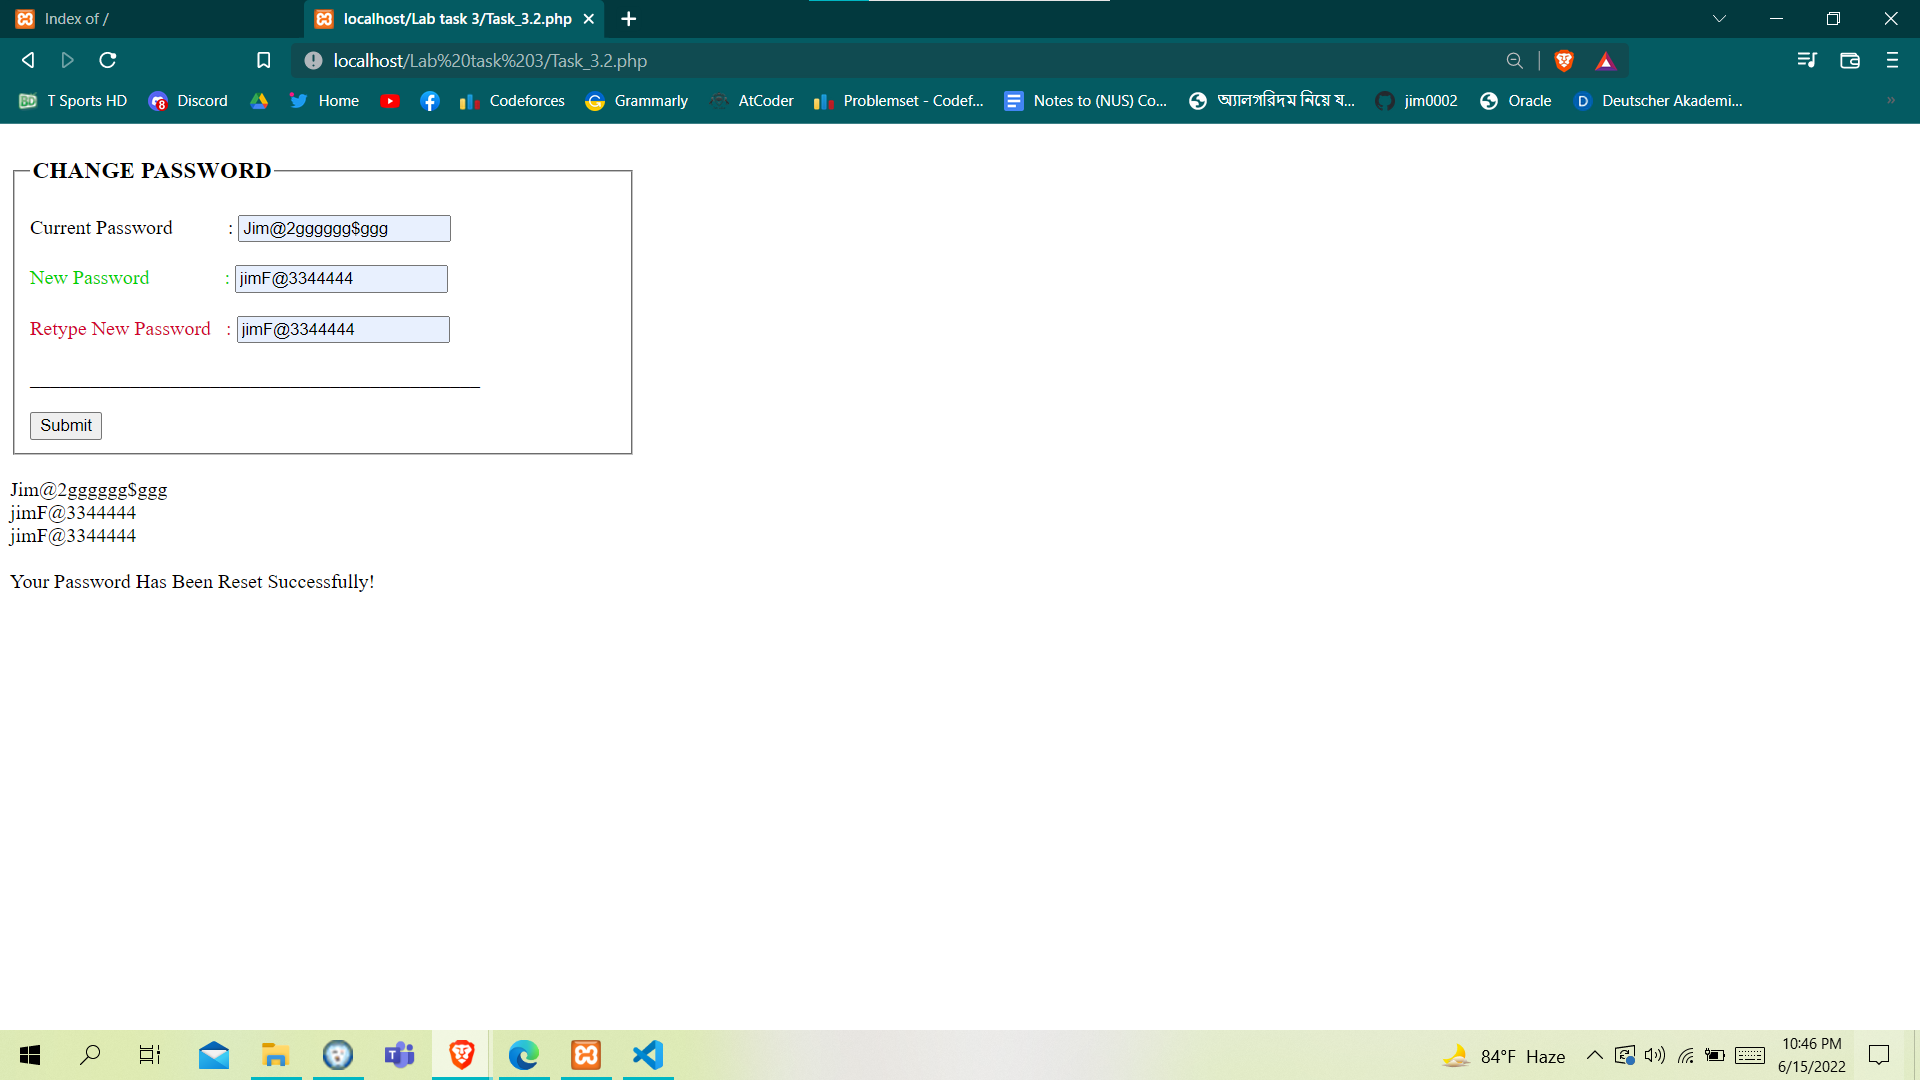 Index of /
localhost/Lab task 3/Task_3.2.php
localhost/Lab%20task%203/Task_3.2.php
T Sports HD Discord Home Codeforces Grammarly AtCoder Problemset - Codef... Notes to (NUS) Co... অ্যালগরিদম নিয়ে য... jim0002 Oracle Deutscher Akademi... »
CHANGE PASSWORD
Current Password : Jim@2gggggg$ggg
New Password : jimF@3344444
Retype New Password : jimF@3344444
Submit
Jim@2gggggg$ggg
jimF@3344444
jimF@3344444
Your Password Has Been Reset Successfully!
84°F Haze
10:46 PM
6/15/2022